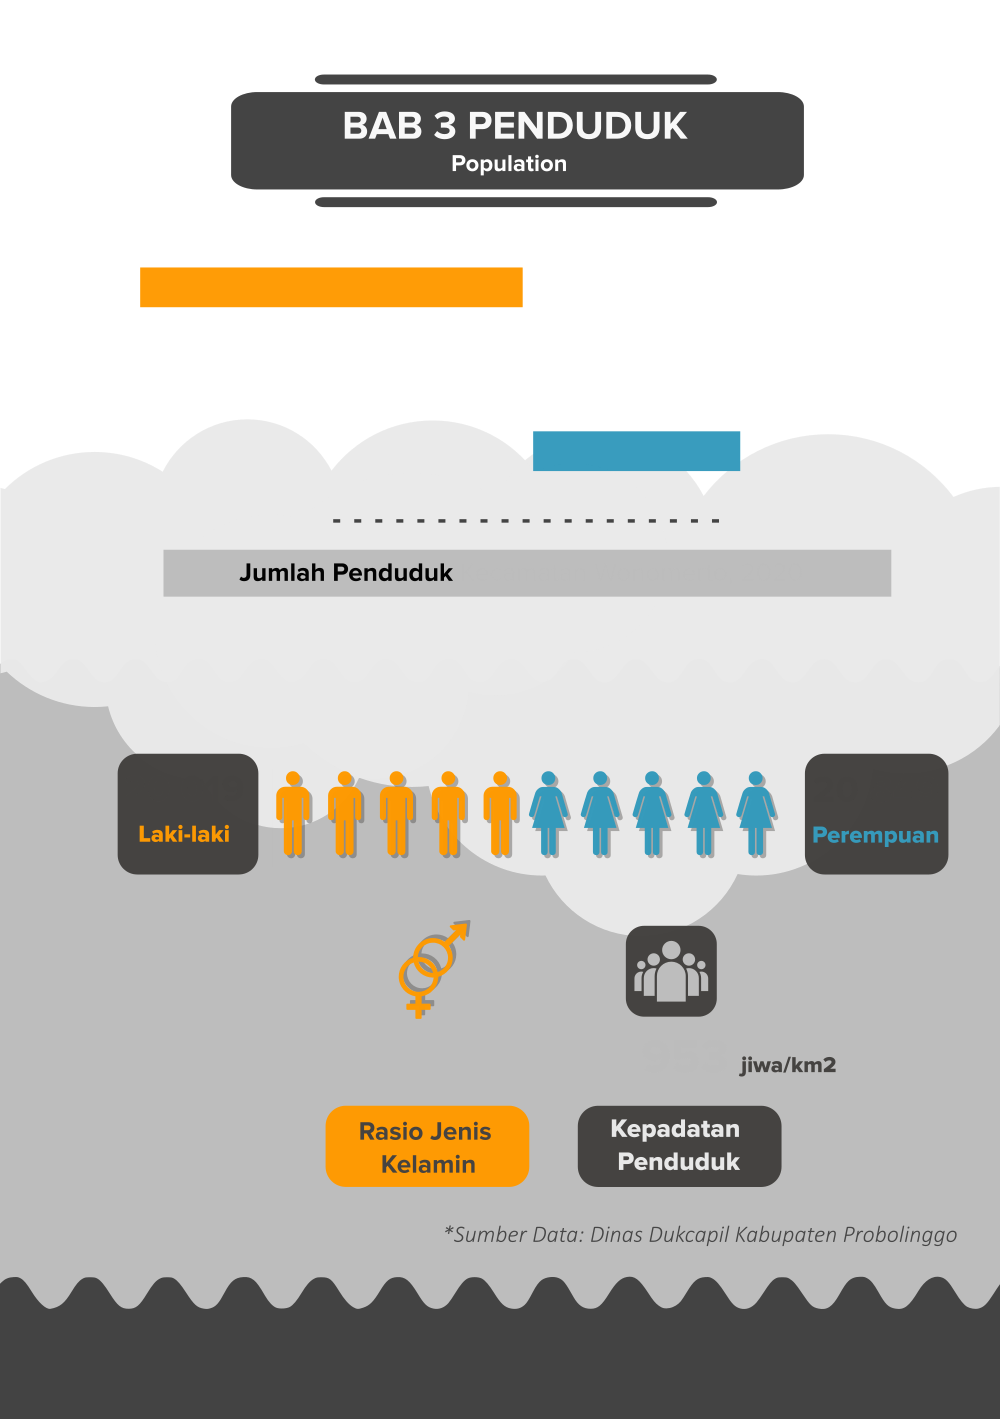 BAB 3 PENDUDUK
Population
Jumlah Penduduk
Laki-laki
Perempuan
jiwa/km2
Rasio Jenis
Kelamin
Kepadatan
Penduduk
*Sumber Data: Dinas Dukcapil Kabupaten Probolinggo